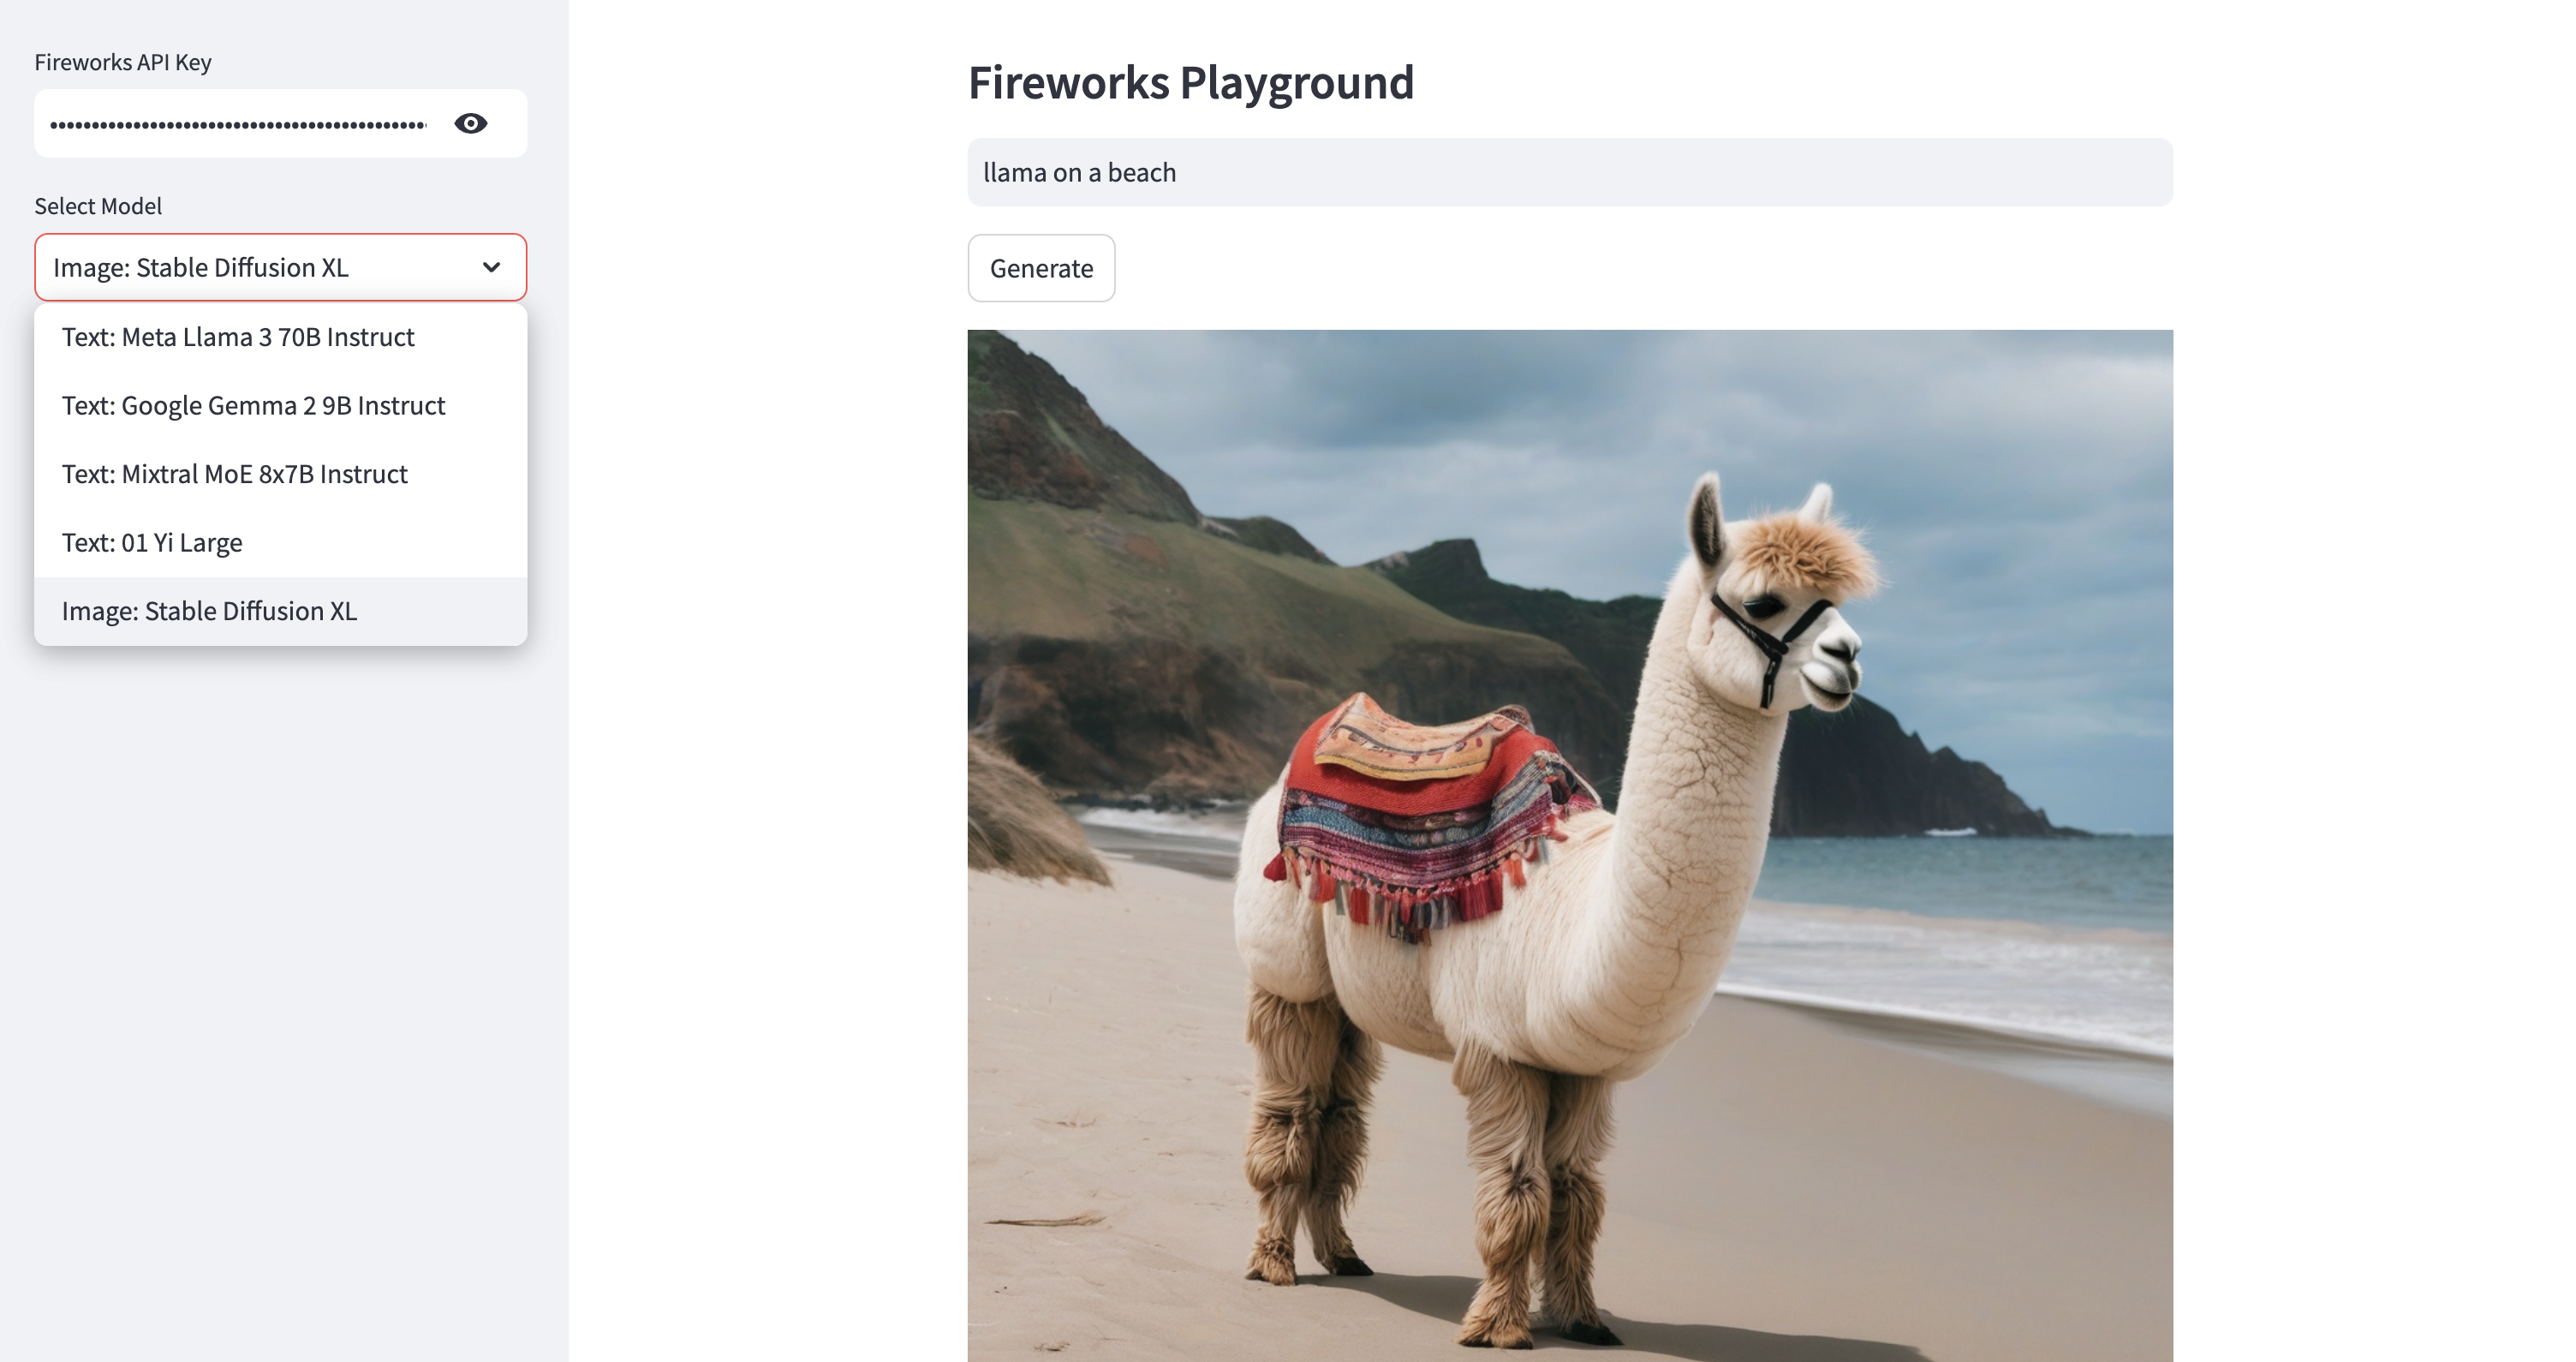 Fireworks API Key
Select Model
Image: Stable Diffusion XL
Text: Meta Llama 3 70B Instruct
Text: Google Gemma 2 9B Instruct
Text: Mixtral MoE 8x7B Instruct
Text: 01 Yi Large
Image: Stable Diffusion XL
Fireworks Playground
llama on a beach
Generate